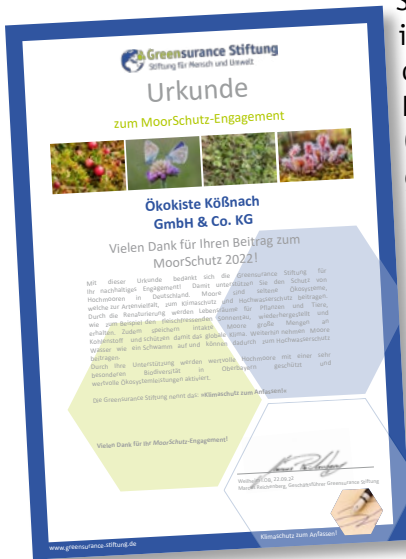 Greensurance Stiftung
Stiftung für Mensch und Umwelt
Urkunde
zum MoorSchutz-Engagement
Ökokiste Kößnach
GmbH & Co. KG
Vielen Dank für Ihren Beitrag zum
MoorSchutz 2022!
Mit dieser Urkunde bedankt sich die Greensurance Stiftung für
Ihr nachhaltiges Engagement! Damit unterstützen Sie den Schutz von
Hochmooren in Deutschland. Moore sind seltene Ökosysteme,
welche zur Artenvielfalt, zum Klimaschutz und Hochwasserschutz beitragen.
Durch die Renaturierung werden Lebensräume für Pflanzen und Tiere,
wie zum Beispiel den fleischfressenden Sonnentau, wiederhergestellt und
erhalten. Zudem speichern intakte Moore große Mengen an
Kohlenstoff und schützen damit das globale Klima. Weiterhin nehmen Moore
Wasser wie ein Schwamm auf und können dadurch zum Hochwasserschutz
beitragen.
Durch Ihre Unterstützung werden wertvolle Hochmoore mit einer sehr
besonderen Biodiversität in Oberbayern geschützt und
wertvolle Ökosystemleistungen aktiviert.
Die Greensurance Stiftung nennt das: »Klimaschutz zum Anfassen«
Vielen Dank für Ihr MoorSchutz-Engagement!
Weilheim i.OB, 22.09.
Geschäftsführer Greensurance Stiftung
www.greensurance-stiftung.de
Klimaschutz zum Anfassen!